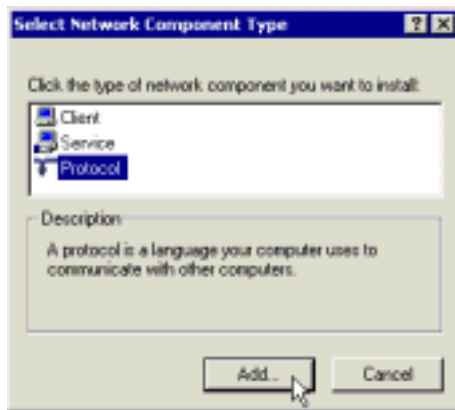 Select Network Component Type
Click the type of network component you want to install:
Client
Service
Protocol
Description
A protocol is a language your computer uses to
communicate with other computers.
Add...
Cancel